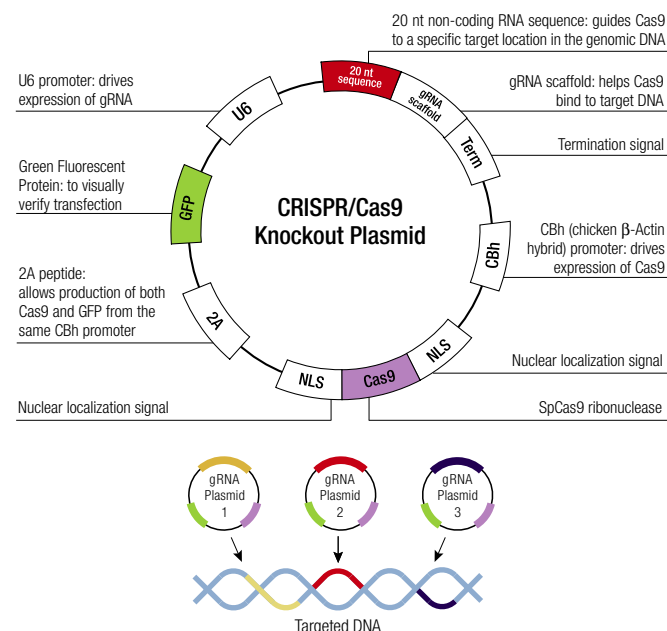 20 nt non-coding RNA sequence: guides Cas9
to a specific target location in the genomic DNA
U6 promoter: drives
expression of gRNA
gRNA scaffold: helps Cas9
bind to target DNA
Termination signal
Green Fluorescent
Protein: to visually
verify transfection
CBh (chicken β-Actin
hybrid) promoter: drives
expression of Cas9
2A peptide:
allows production of both
Cas9 and GFP from the
same CBh promoter
Nuclear localization signal
Nuclear localization signal
SpCas9 ribonuclease
20 nt
sequence
gRNA
scaffold
Term
CBh
NLS
Cas9
NLS
2A
GFP
U6
CRISPR/Cas9
Knockout Plasmid
gRNA
Plasmid
1
gRNA
Plasmid
2
gRNA
Plasmid
3
Targeted DNA